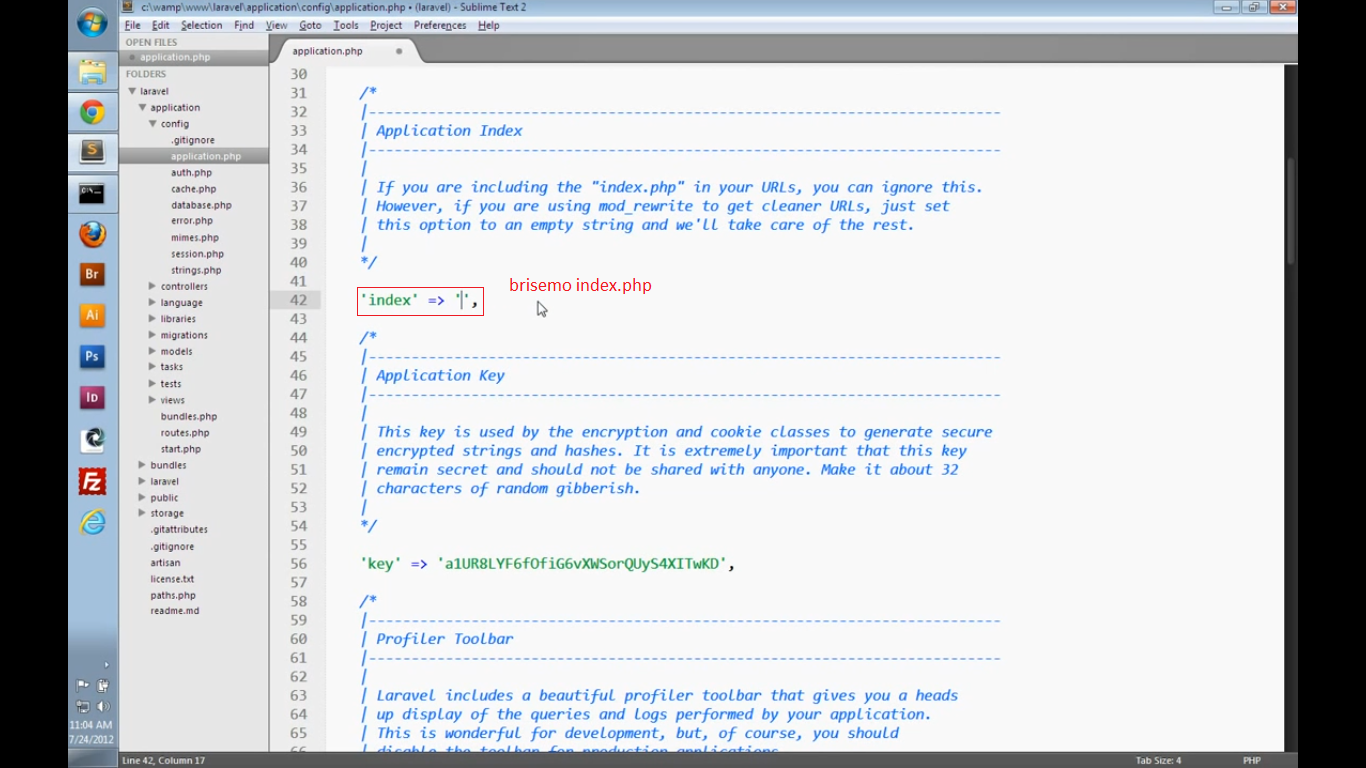 c:\wamp\www\laravel\application\config\application.php • (laravel) - Sublime Text 2
File Edit Selection Find View Goto Tools Project Preferences Help
OPEN FILES
application.php
FOLDERS
laravel
application
config
.gitignore
application.php
auth.php
cache.php
database.php
error.php
mimes.php
session.php
strings.php
controllers
language
libraries
migrations
models
tasks
tests
views
bundles.php
routes.php
start.php
bundles
laravel
public
storage
.gitattributes
.gitignore
artisan
license.txt
paths.php
readme.md
application.php
30
31 /*
32 |--------------------------------------------------------------------------
33 | Application Index
34 |--------------------------------------------------------------------------
35 |
36 | If you are including the "index.php" in your URLs, you can ignore this.
37 | However, if you are using mod_rewrite to get cleaner URLs, just set
38 | this option to an empty string and we'll take care of the rest.
39 |
40 */
41
brisemo index.php
42 'index' => '',
43
44 /*
45 |--------------------------------------------------------------------------
46 | Application Key
47 |--------------------------------------------------------------------------
48 |
49 | This key is used by the encryption and cookie classes to generate secure
50 | encrypted strings and hashes. It is extremely important that this key
51 | remain secret and should not be shared with anyone. Make it about 32
52 | characters of random gibberish.
53 |
54 */
55
56 'key' => 'a1UR8LYF6fOfiG6vXWSorQUyS4XITwKD',
57
58 /*
59 |--------------------------------------------------------------------------
60 | Profiler Toolbar
61 |--------------------------------------------------------------------------
62 |
63 | Laravel includes a beautiful profiler toolbar that gives you a heads
64 | up display of the queries and logs performed by your application.
65 | This is wonderful for development, but, of course, you should
66 | disable the toolbar for production applications.
Br
Ai
Ps
Id
Fz
11:04 AM
7/24/2012
Line 42, Column 17
Tab Size: 4
PHP